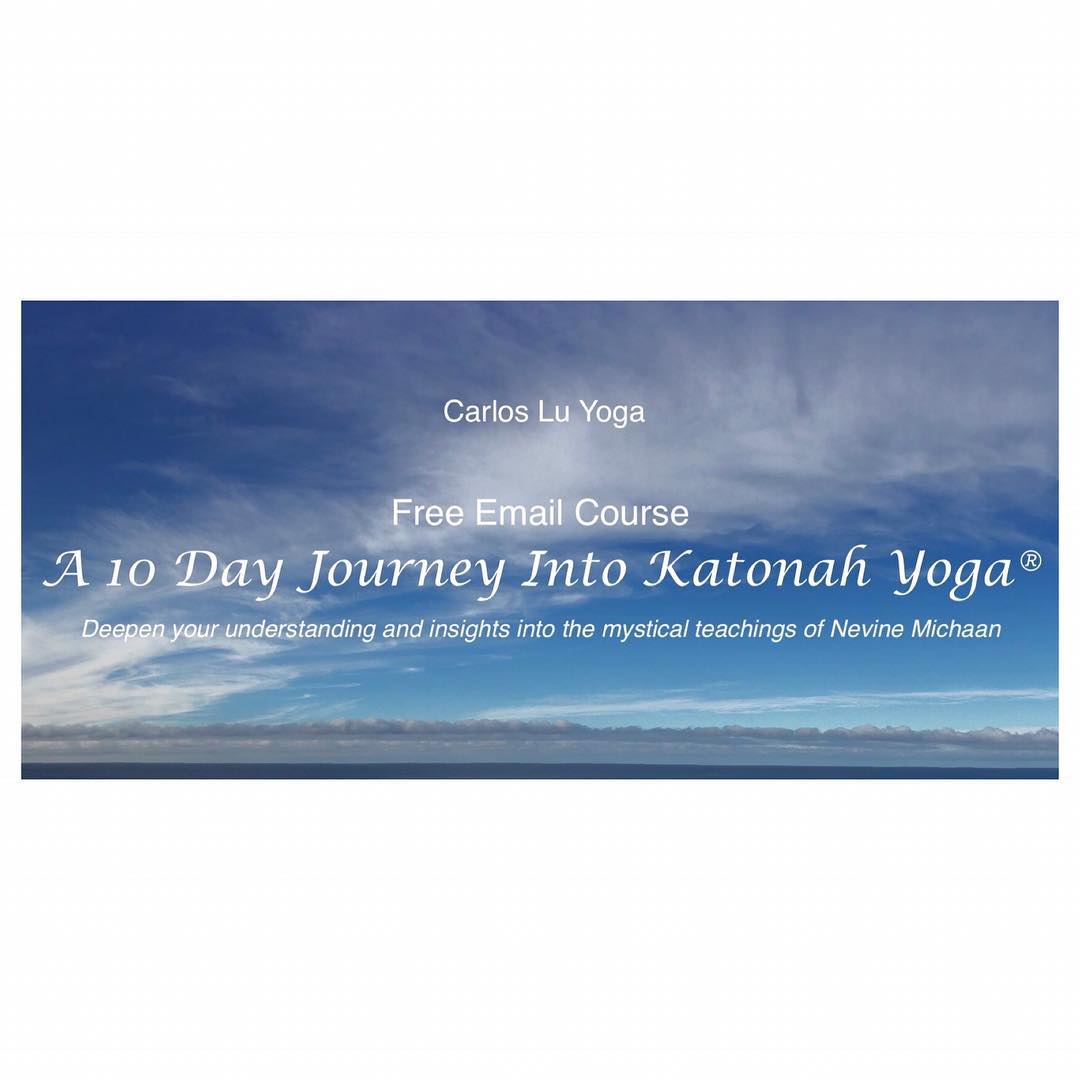 Carlos Lu Yoga
Free Email Course
A 10 Day Journey Into Katonah Yoga®
Deepen your understanding and insights into the mystical teachings of Nevine Michaan